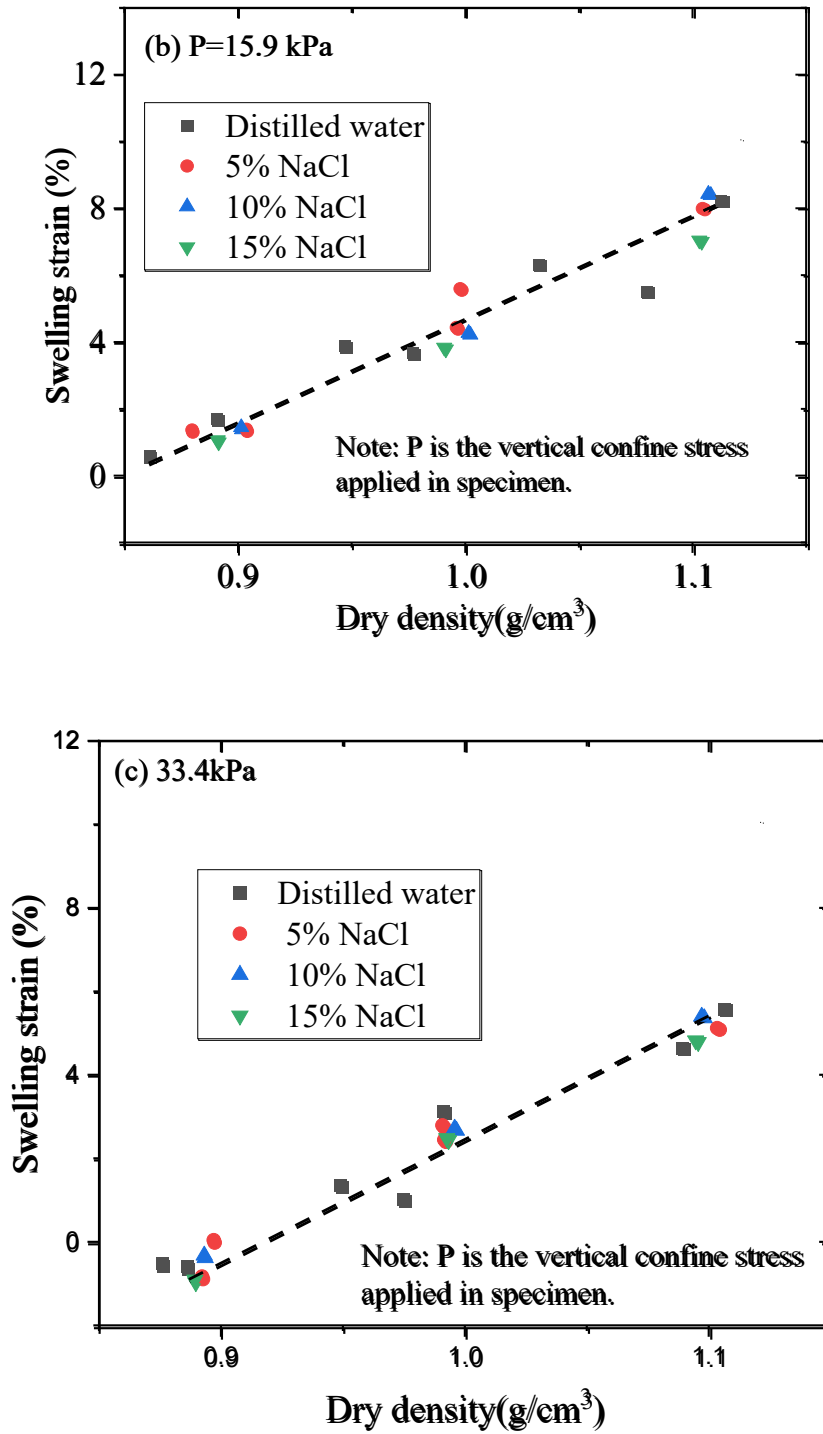 (b) P=15.9 kPa
12
8
4
0
Swelling strain (%)
Distilled water
5% NaCl
10% NaCl
15% NaCl
Note: P is the vertical confine stress
applied in specimen.
0.9 1.0 1.1
Dry density(g/cm³)
(c) 33.4kPa
12
8
4
0
Swelling strain (%)
Distilled water
5% NaCl
10% NaCl
15% NaCl
Note: P is the vertical confine stress
applied in specimen.
0.9 1.0 1.1
Dry density(g/cm³)